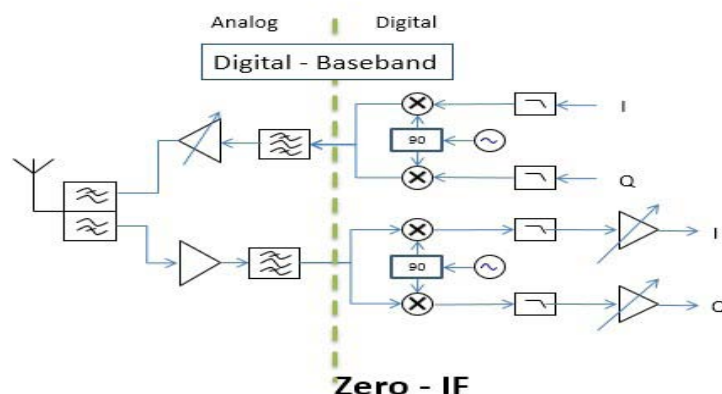 Analog Digital
Digital - Baseband
I
90
Q
I
90
Q
Zero - IF